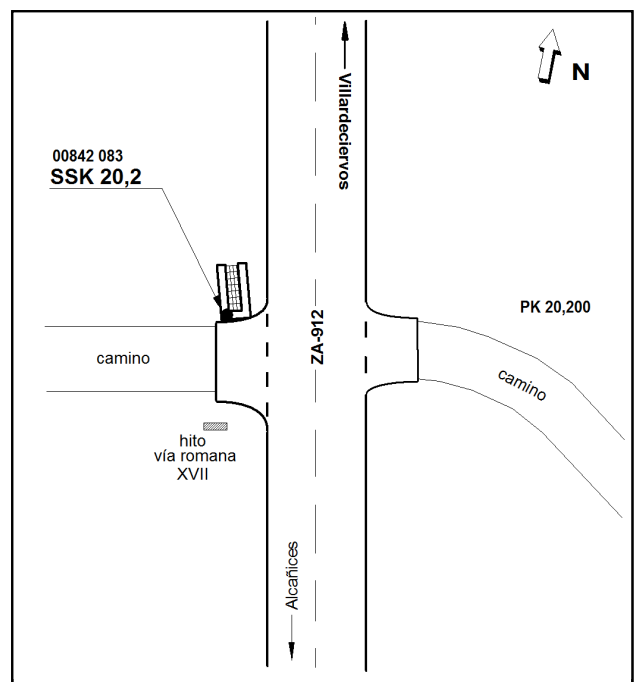 N
Villardeciervos
00842 083
SSK 20,2
ZA-912
PK 20,200
camino
camino
hito
vía romana
XVII
Alcañices